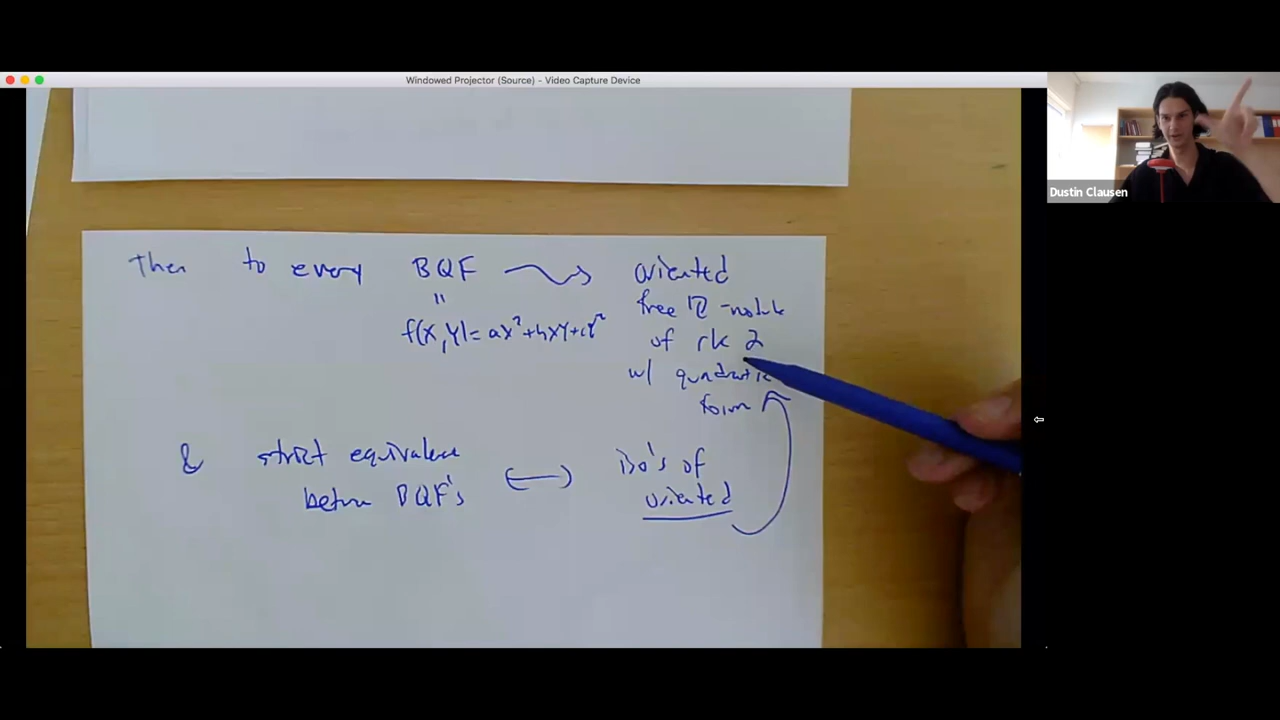 Windowed Projector (Source) - Video Capture Device
Dustin Clausen
Then to every BQF ⇝ oriented
"
free ℤ-module
f(X,Y)=aX²+bXY+cY²
of rk 2
w/ quadratic
form
& strict equivalence
between BQF's ↔ iso's of
oriented